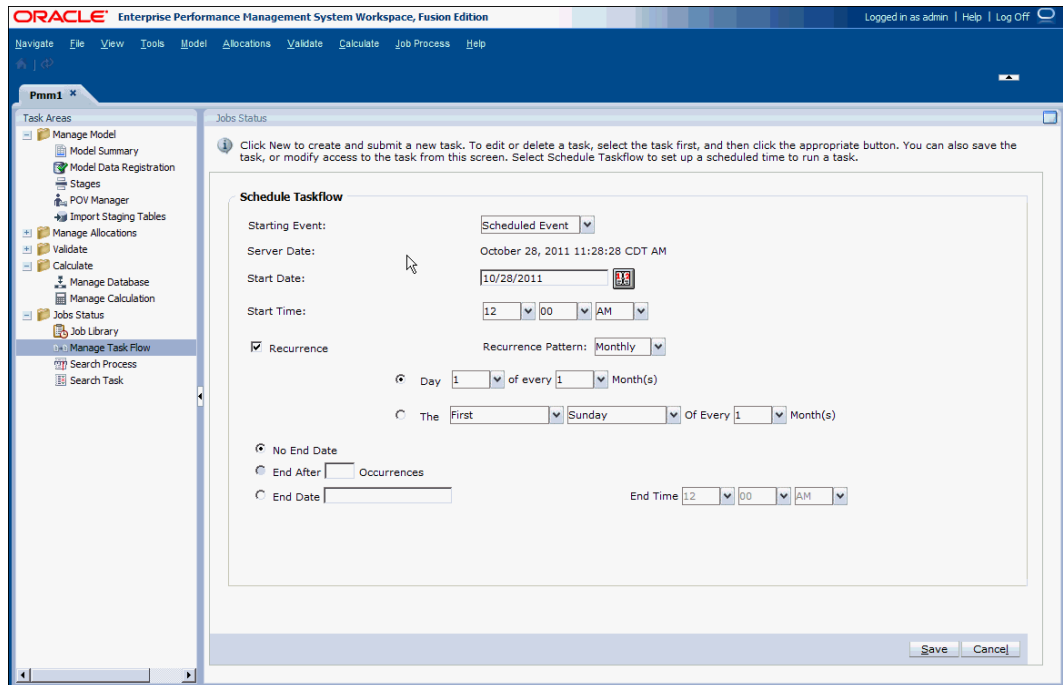 ORACLE Enterprise Performance Management System Workspace, Fusion Edition
Logged in as admin | Help | Log Off
Navigate File View Tools Model Allocations Validate Calculate Job Process Help
Pmm1
Task Areas
Manage Model
Model Summary
Model Data Registration
Stages
POV Manager
Import Staging Tables
Manage Allocations
Validate
Calculate
Manage Database
Manage Calculation
Jobs Status
Job Library
Manage Task Flow
Search Process
Search Task
Jobs Status
Click New to create and submit a new task. To edit or delete a task, select the task first, and then click the appropriate button. You can also save the
task, or modify access to the task from this screen. Select Schedule Taskflow to set up a scheduled time to run a task.
Schedule Taskflow
Starting Event: Scheduled Event
Server Date: October 28, 2011 11:28:28 CDT AM
Start Date: 10/28/2011
Start Time: 12 00 AM
Recurrence Recurrence Pattern: Monthly
Day 1 of every 1 Month(s)
The First Sunday Of Every 1 Month(s)
No End Date
End After Occurrences
End Date End Time 12 00 AM
Save Cancel